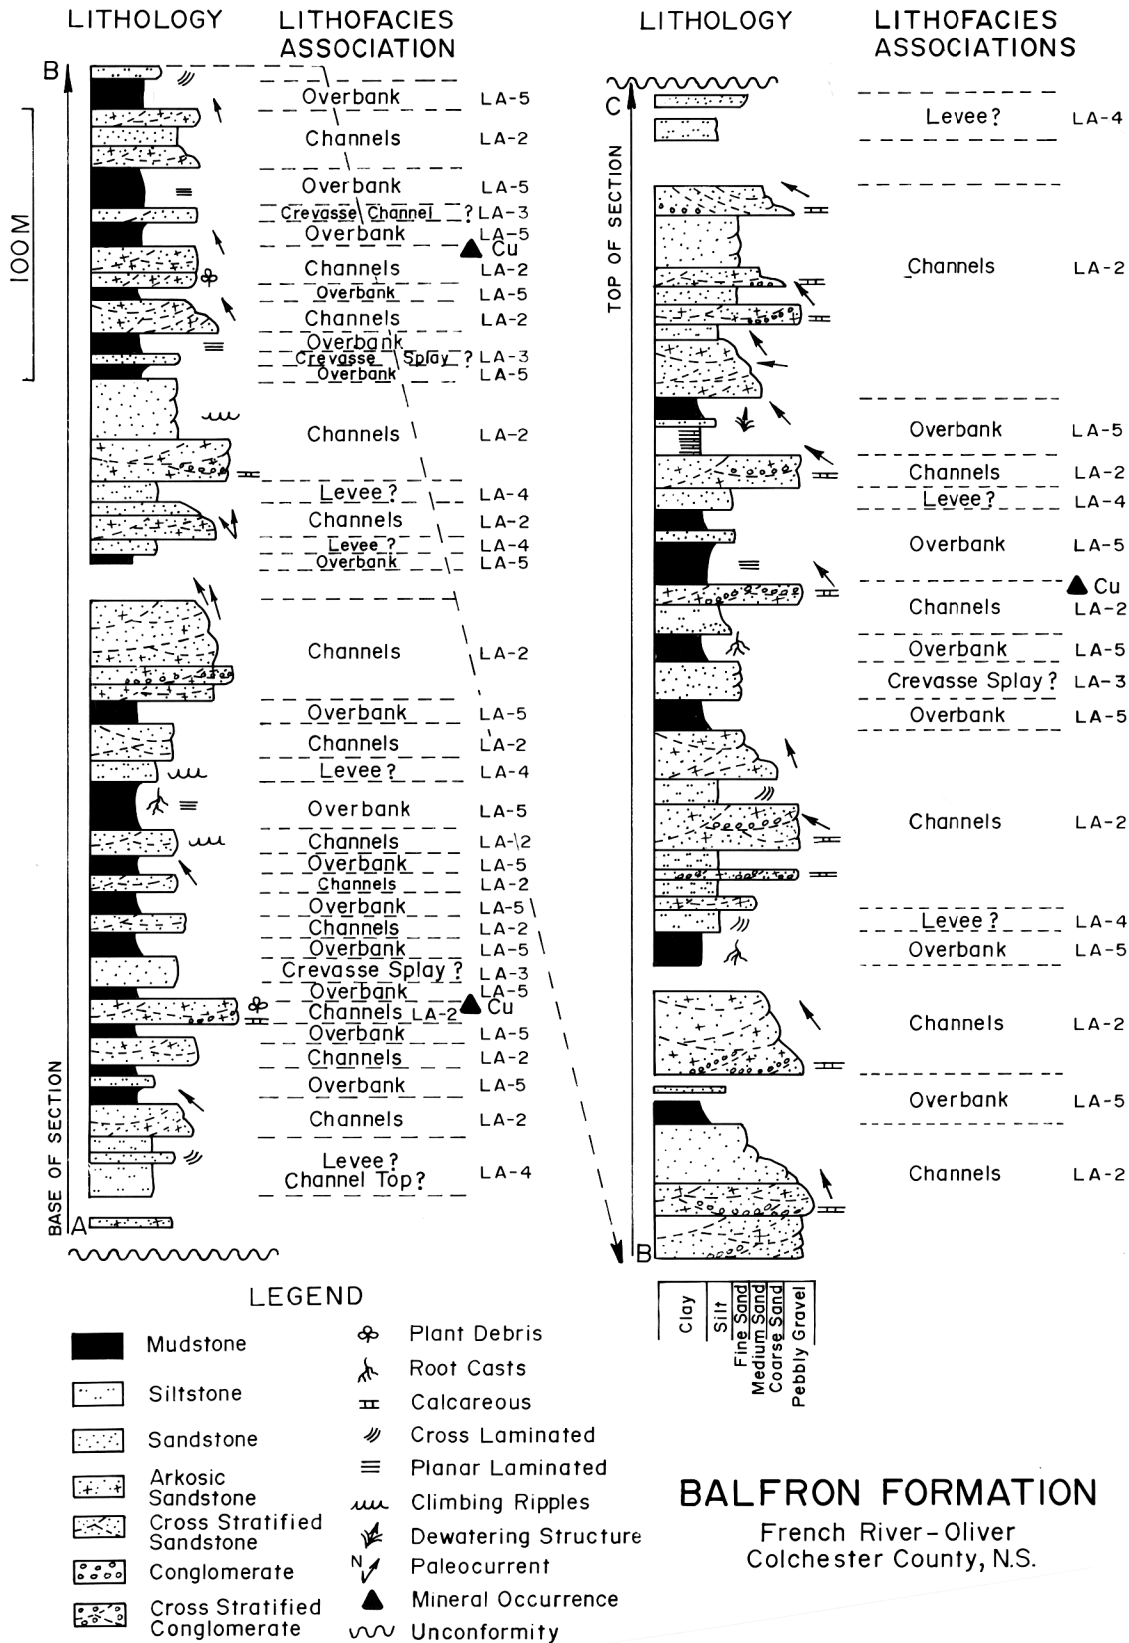 LITHOLOGY
LITHOFACIES
ASSOCIATION
B
Overbank LA-5
Channels LA-2
Overbank LA-5
Crevasse Channel ? LA-3
Overbank LA-5
Cu
Channels LA-2
Overbank LA-5
Channels LA-2
Overbank
Crevasse Splay ? LA-3
Overbank LA-5
Channels LA-2
Levee ? LA-4
Channels LA-2
Levee ? LA-4
Overbank LA-5
Channels LA-2
Overbank LA-5
Channels LA-2
Levee ? LA-4
Overbank LA-5
Channels LA-2
Overbank LA-5
Channels LA-2
Overbank LA-5
Channels LA-2
Overbank LA-5
Crevasse Splay ? LA-3
Overbank LA-5
Channels LA-2 Cu
Overbank LA-5
Channels LA-2
Overbank LA-5
Channels LA-2
Levee?
Channel Top? LA-4
A
100M
BASE OF SECTION
LITHOLOGY
LITHOFACIES
ASSOCIATIONS
C
Levee? LA-4
TOP OF SECTION
Channels LA-2
Overbank LA-5
Channels LA-2
Levee ? LA-4
Overbank LA-5
Cu
Channels LA-2
Overbank LA-5
Crevasse Splay ? LA-3
Overbank LA-5
Channels LA-2
Levee ? LA-4
Overbank LA-5
Channels LA-2
Overbank LA-5
Channels LA-2
B
Clay
Silt
Fine Sand
Medium Sand
Coarse Sand
Pebbly Gravel
LEGEND
Mudstone
Siltstone
Sandstone
Arkosic
Sandstone
Cross Stratified
Sandstone
Conglomerate
Cross Stratified
Conglomerate
Plant Debris
Root Casts
Calcareous
Cross Laminated
Planar Laminated
Climbing Ripples
Dewatering Structure
N Paleocurrent
Mineral Occurrence
Unconformity
BALFRON FORMATION
French River-Oliver
Colchester County, N.S.